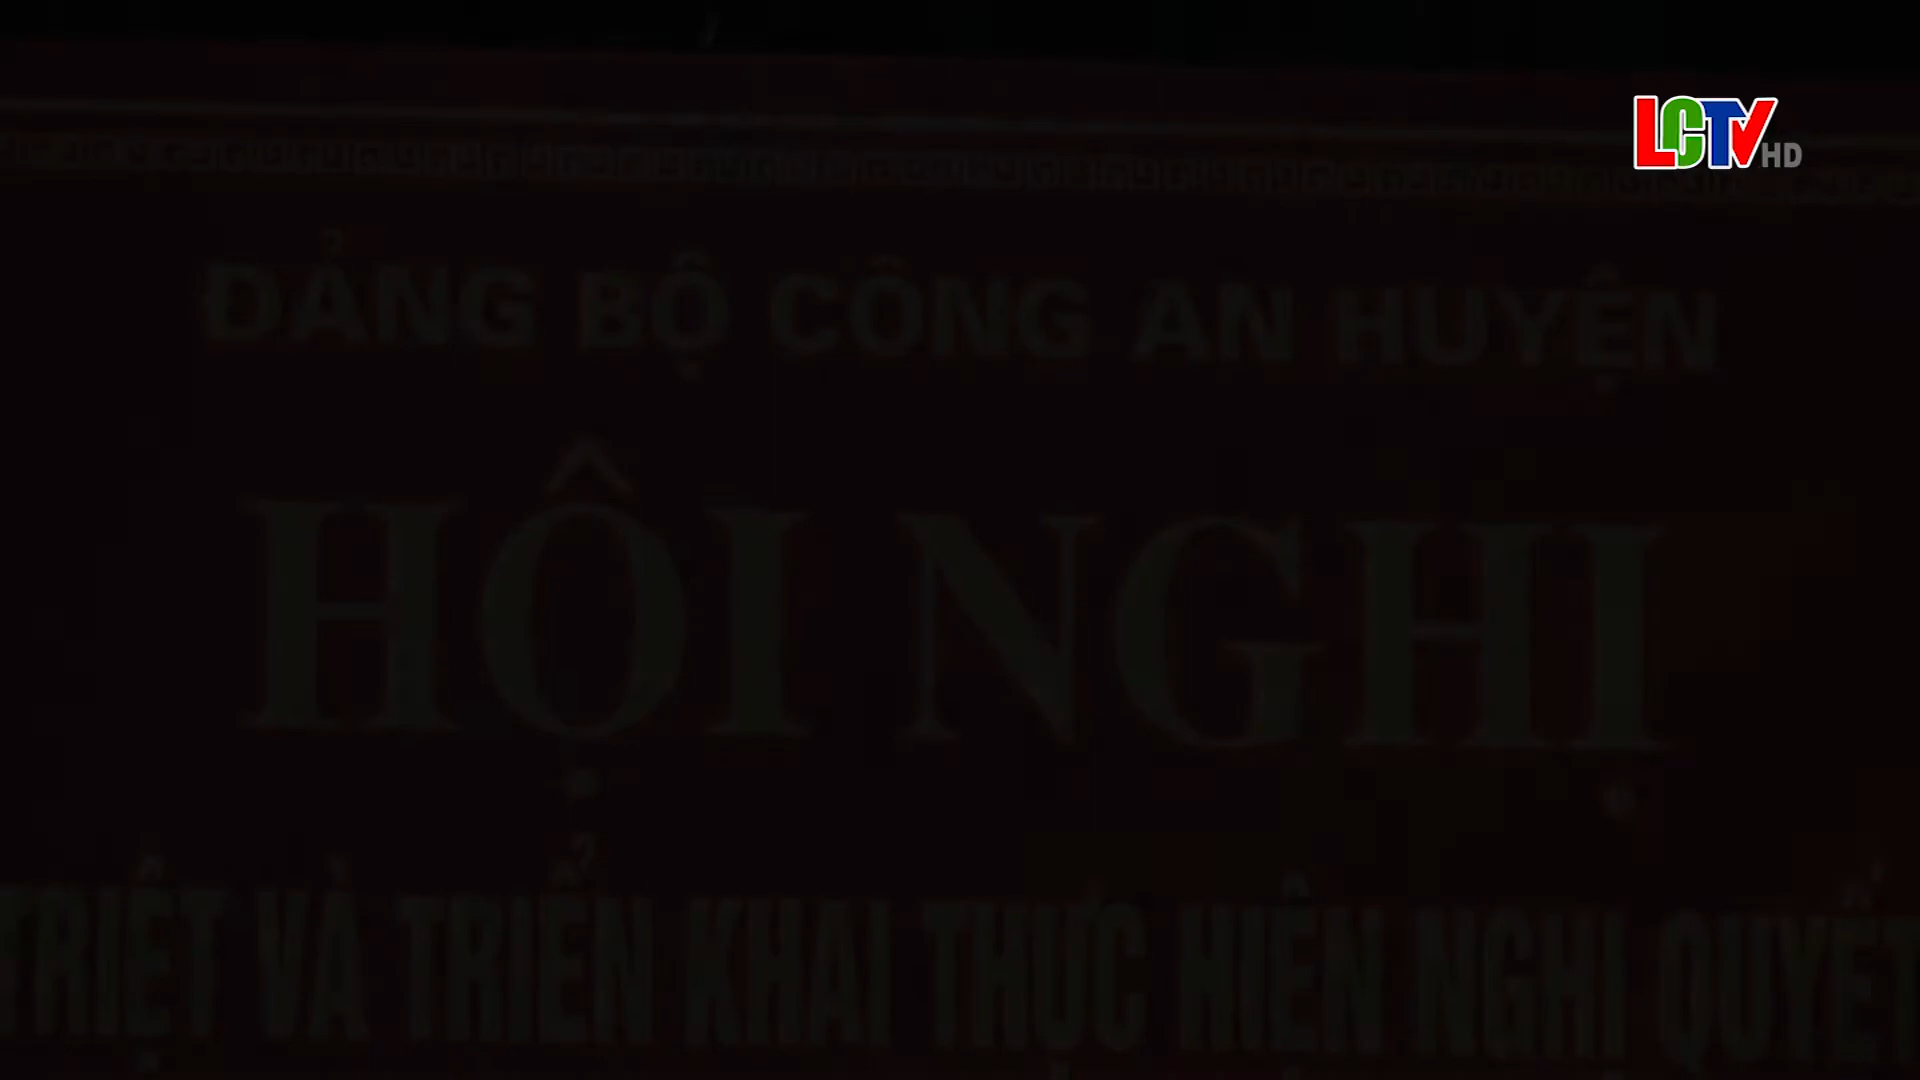 LCTV HD
ĐẢNG BỘ CÔNG AN HUYỆN
HỘI NGHỊ
TRIỆT VÀ TRIỂN KHAI THỰC HIỆN NGHỊ QUYẾT